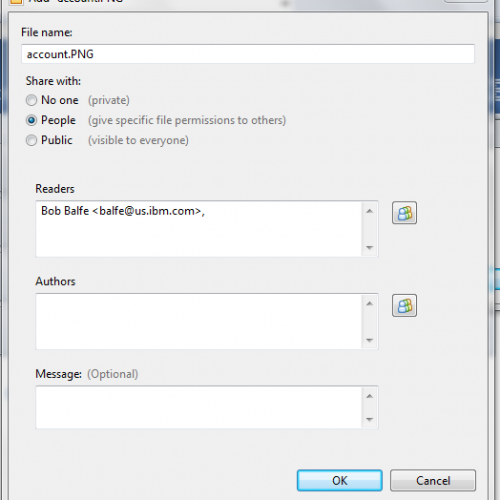 File name:
account.PNG
Share with:
No one (private)
People (give specific file permissions to others)
Public (visible to everyone)
Readers
Bob Balfe <balfe@us.ibm.com>,
Authors
Message: (Optional)
OK Cancel